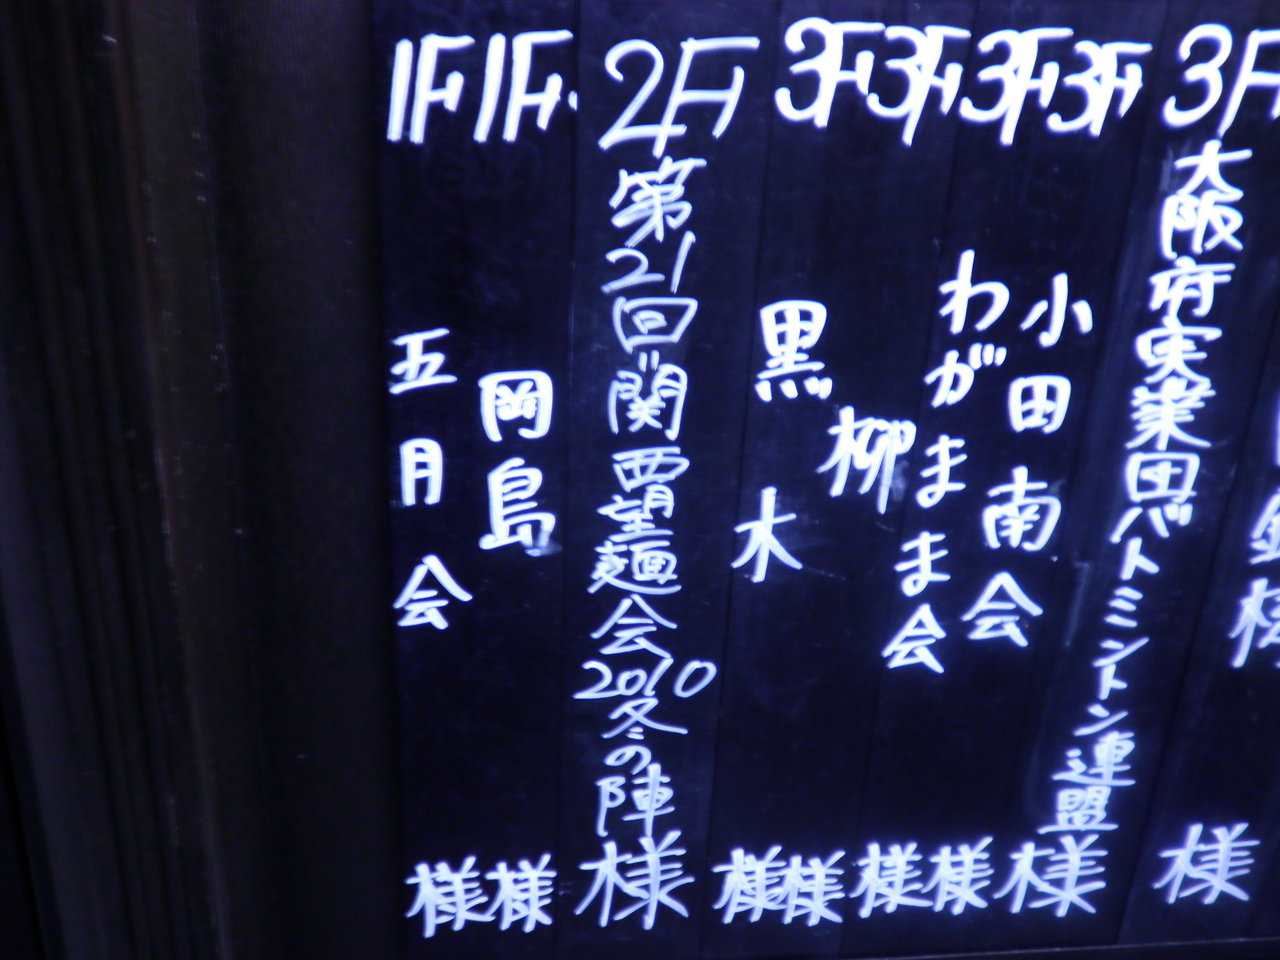 3F 大阪府実業団バトミントン連盟 様
3F 小田南会 様
3F わがまま会 様
3F 柳 様
3F 黒木 様
2F 第21回関西望麺会2010冬の陣 様
1F 岡島 様
1F 五月会 様